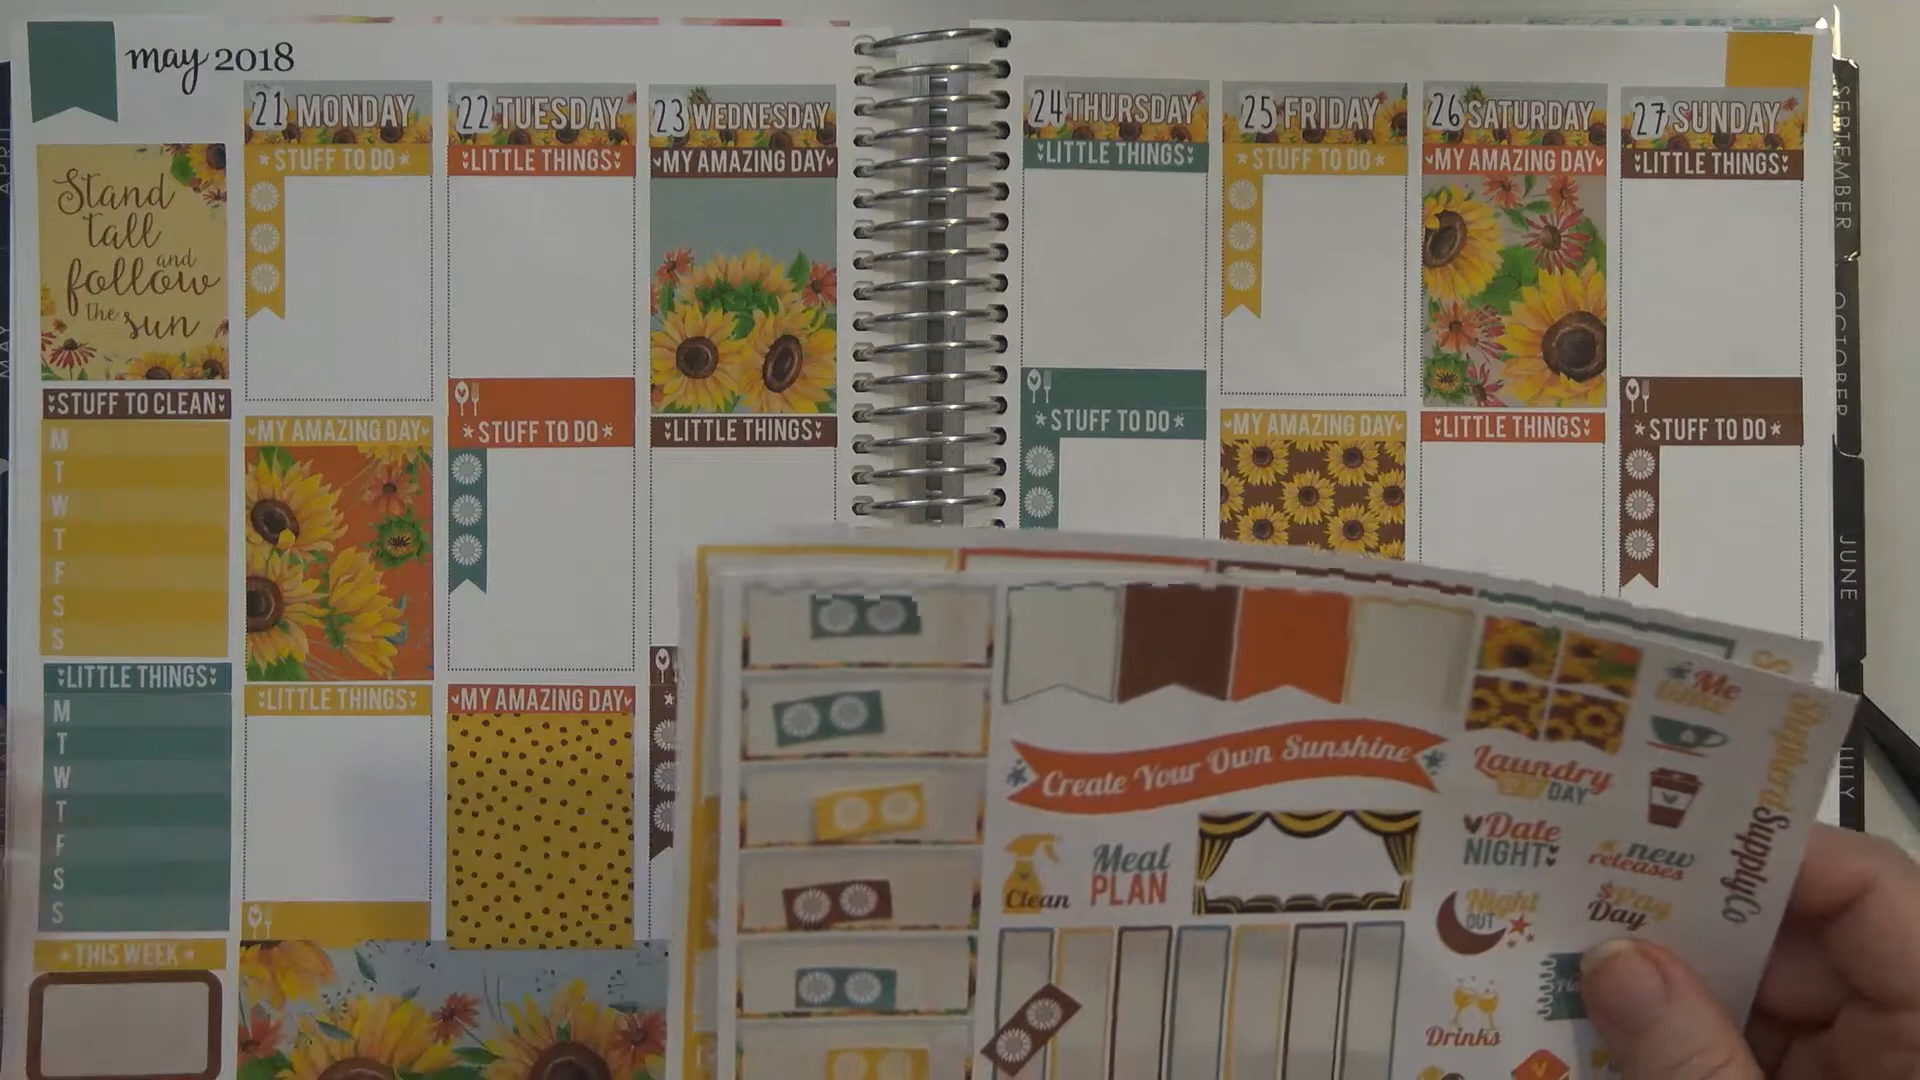 may 2018
21 MONDAY
22 TUESDAY
23 WEDNESDAY
24 THURSDAY
25 FRIDAY
26 SATURDAY
27 SUNDAY
STUFF TO DO
LITTLE THINGS
MY AMAZING DAY
LITTLE THINGS
STUFF TO DO
MY AMAZING DAY
LITTLE THINGS
Stand
tall
and
follow
the sun
STUFF TO CLEAN
M
T
W
T
F
S
S
MY AMAZING DAY
STUFF TO DO
LITTLE THINGS
STUFF TO DO
MY AMAZING DAY
LITTLE THINGS
STUFF TO DO
LITTLE THINGS
M
T
W
T
F
S
S
LITTLE THINGS
MY AMAZING DAY
THIS WEEK
Create Your Own Sunshine
Me
Laundry
DAY
Clean
Meal
PLAN
Date
NIGHT
new
releases
Night
OUT
$Pay
Day
Drinks
SupplyCo
APRIL
MAY
SEPTEMBER
OCTOBER
JUNE
JULY